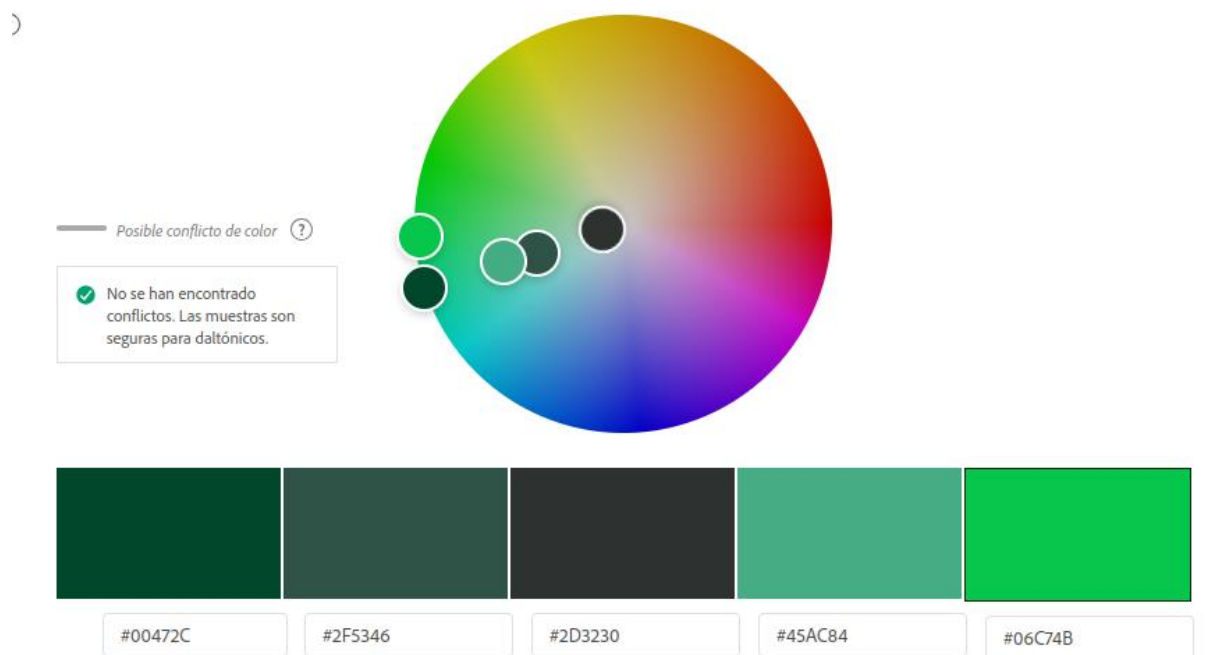 Posible conflicto de color ?
No se han encontrado
conflictos. Las muestras son
seguras para daltónicos.
#00472C #2F5346 #2D3230 #45AC84 #06C74B